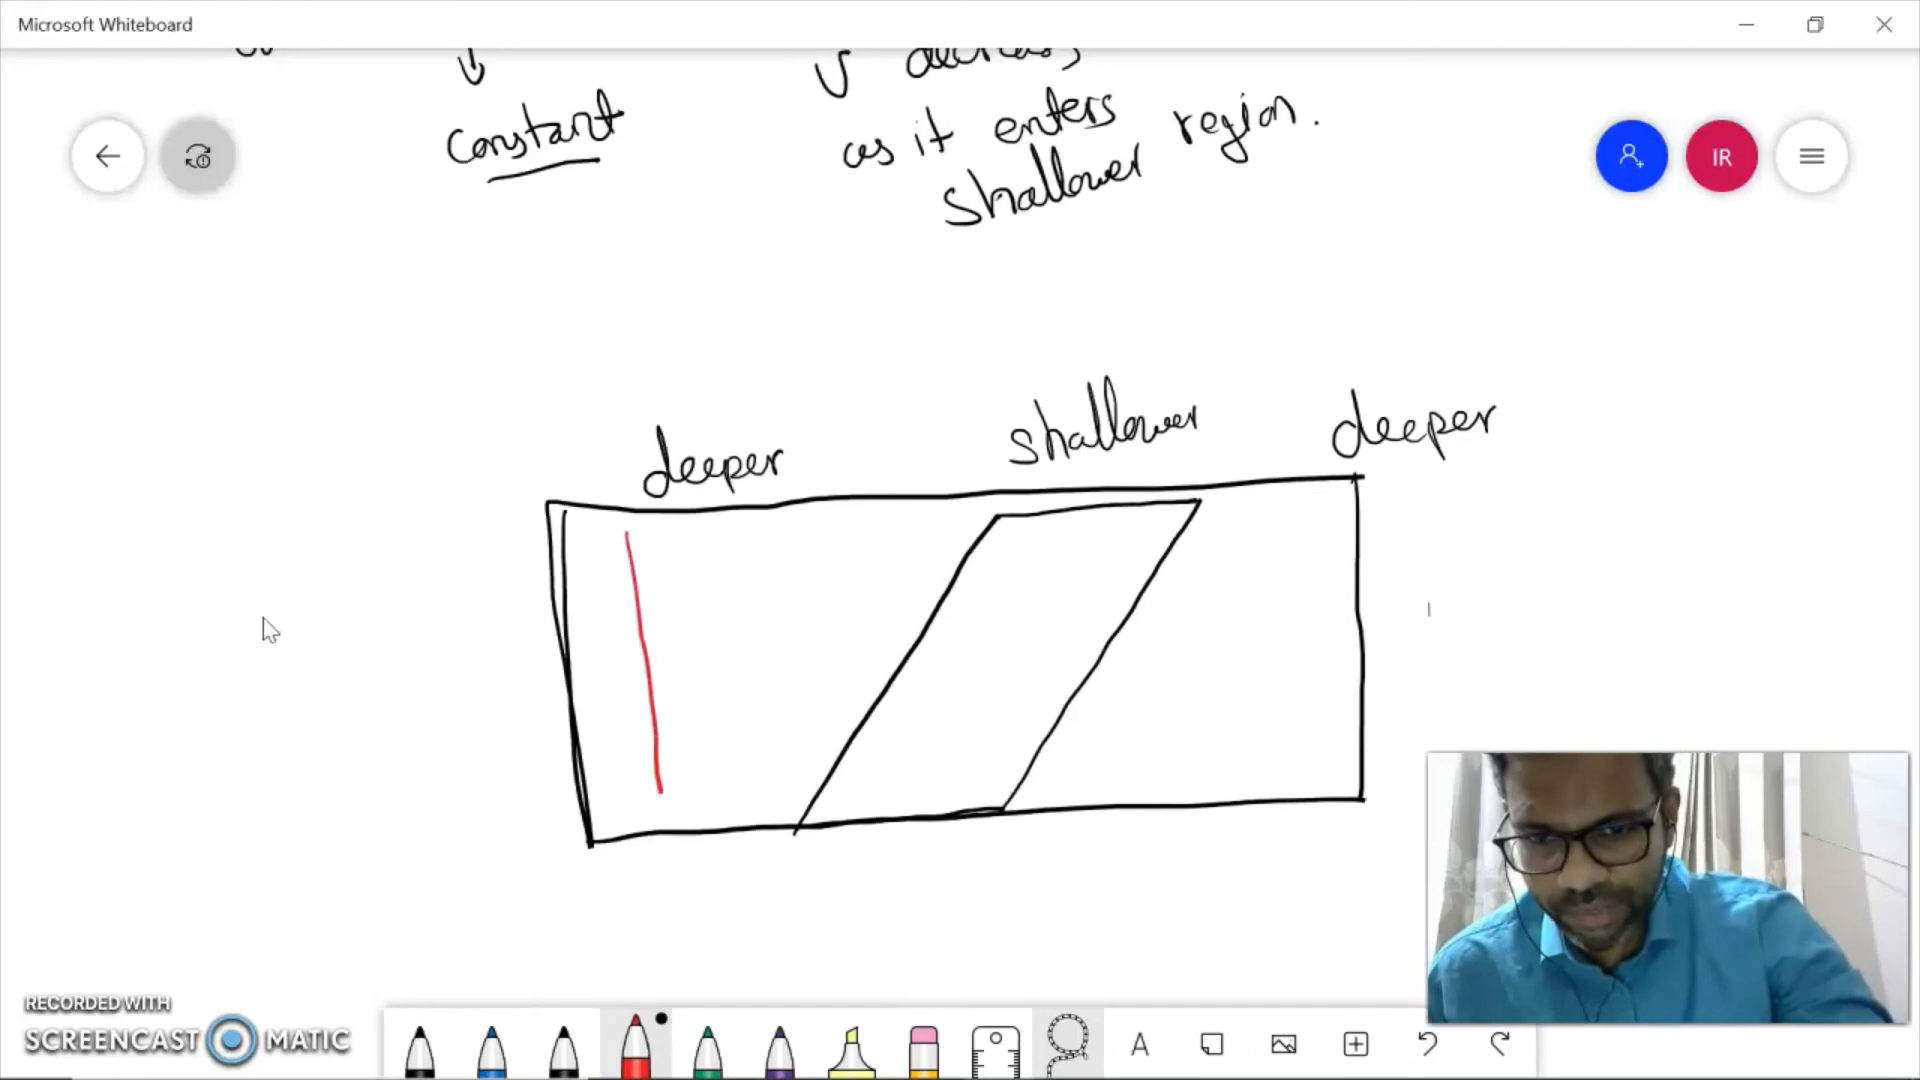 Microsoft Whiteboard
constant
as it enters
shallower region.
IR
deeper shallower deeper
RECORDED WITH
SCREENCAST MATIC
A